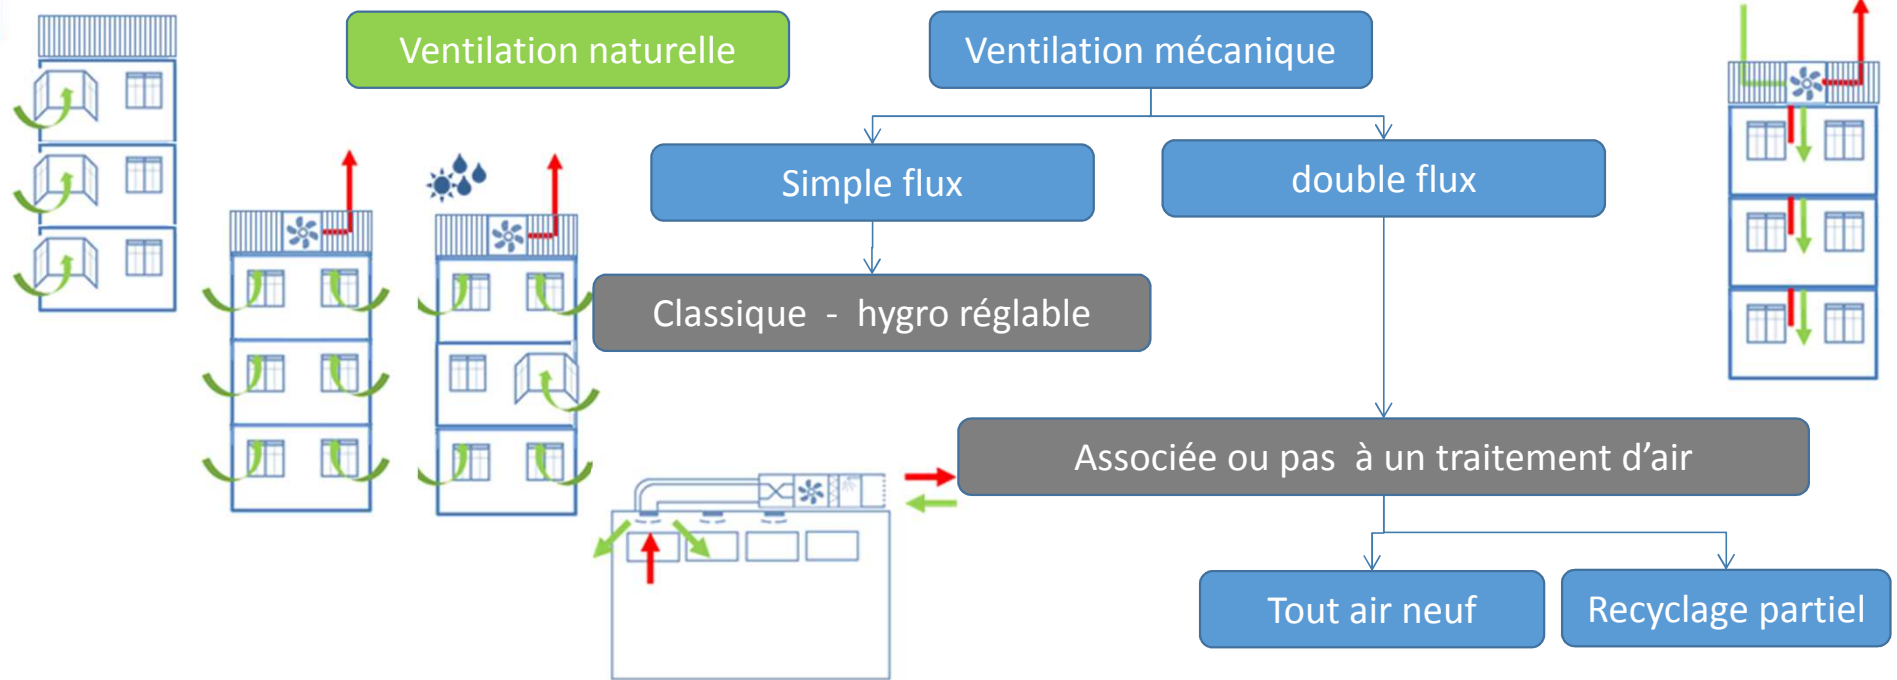 Ventilation naturelle
Ventilation mécanique
Simple flux
double flux
Classique - hygro réglable
Associée ou pas à un traitement d’air
Tout air neuf
Recyclage partiel